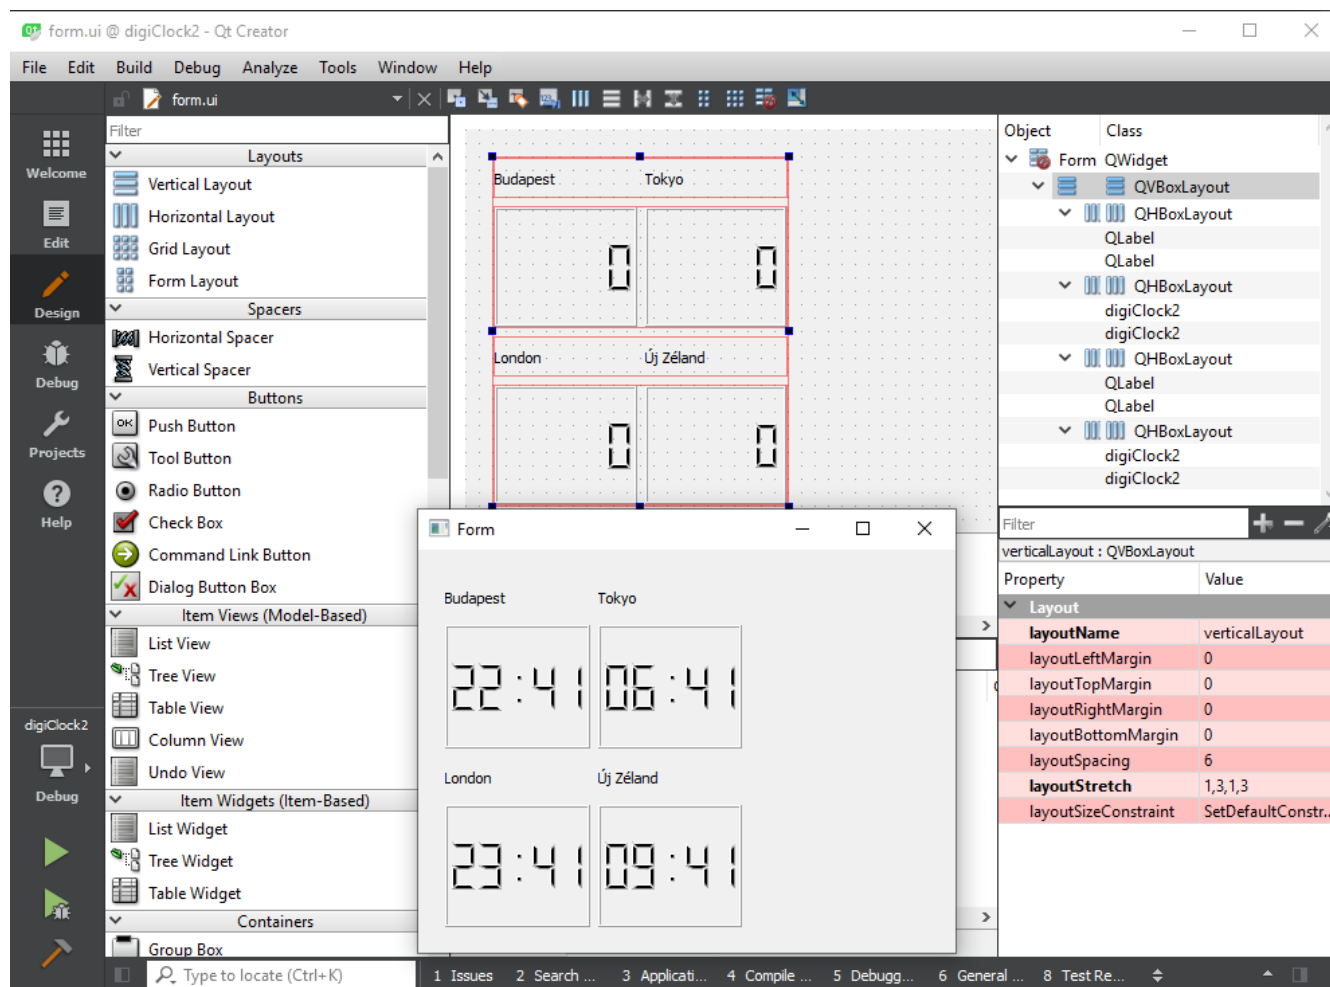 form.ui @ digiClock2 - Qt Creator
File Edit Build Debug Analyze Tools Window Help
form.ui
Welcome
Edit
Design
Debug
Projects
Help
digiClock2
Debug
Filter
Layouts
Vertical Layout
Horizontal Layout
Grid Layout
Form Layout
Spacers
Horizontal Spacer
Vertical Spacer
Buttons
OK Push Button
Tool Button
Radio Button
Check Box
Command Link Button
Dialog Button Box
Item Views (Model-Based)
List View
Tree View
Table View
Column View
Undo View
Item Widgets (Item-Based)
List Widget
Tree Widget
Table Widget
Containers
Group Box
Budapest Tokyo
0 0
London Új Zéland
0 0
Form
Budapest Tokyo
22:41 06:41
London Új Zéland
23:41 09:41
Object Class
Form QWidget
QVBoxLayout
QHBoxLayout
QLabel
QLabel
QHBoxLayout
digiClock2
digiClock2
QHBoxLayout
QLabel
QLabel
QHBoxLayout
digiClock2
digiClock2
Filter
verticalLayout : QVBoxLayout
Property Value
Layout
layoutName verticalLayout
layoutLeftMargin 0
layoutTopMargin 0
layoutRightMargin 0
layoutBottomMargin 0
layoutSpacing 6
layoutStretch 1,3,1,3
layoutSizeConstraint SetDefaultConstr...
Type to locate (Ctrl+K) 1 Issues 2 Search ... 3 Applicati... 4 Compile ... 5 Debugg... 6 General ... 8 Test Re...